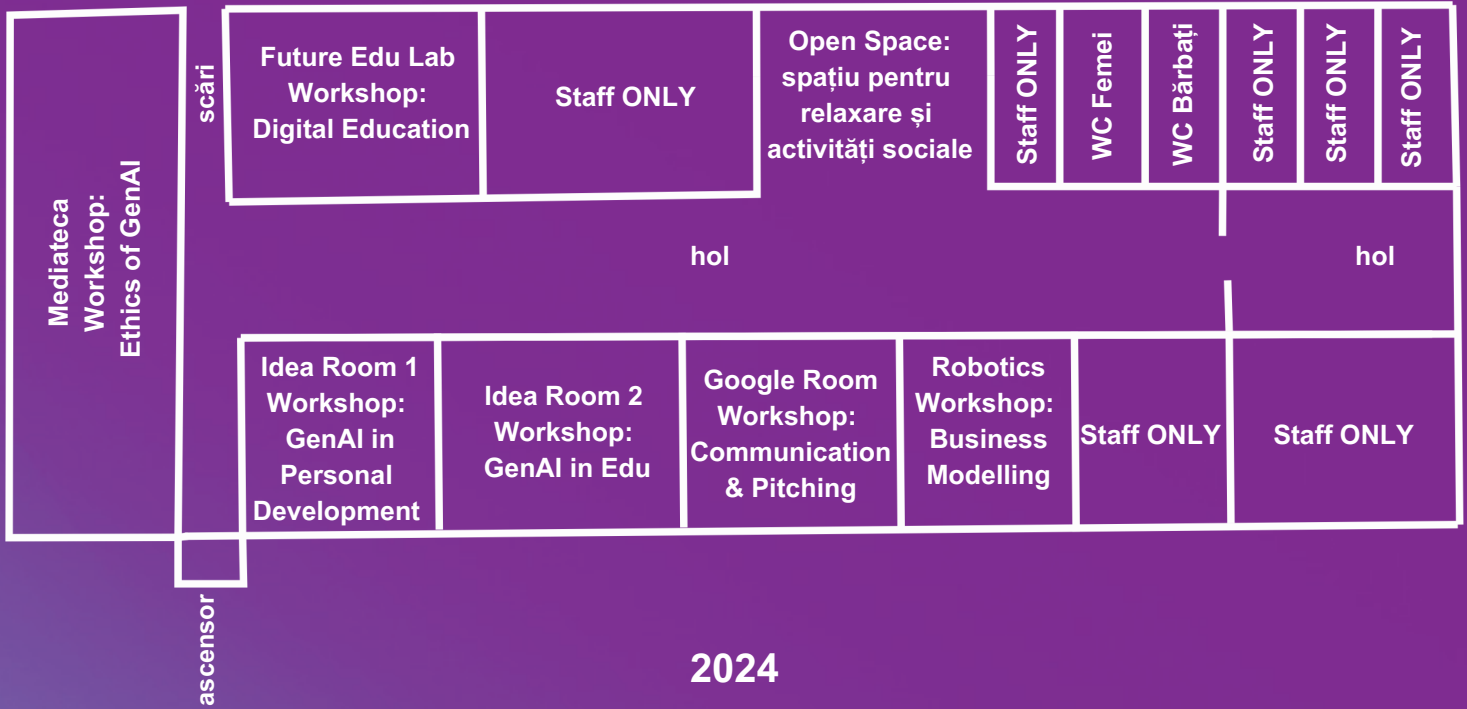 Mediateca
Workshop:
Ethics of GenAI
scări
Future Edu Lab
Workshop:
Digital Education
Staff ONLY
Open Space:
spațiu pentru
relaxare și
activități sociale
Staff ONLY
WC Femei
WC Bărbați
Staff ONLY
Staff ONLY
Staff ONLY
hol
hol
Idea Room 1
Workshop:
GenAI in
Personal
Development
Idea Room 2
Workshop:
GenAI in Edu
Google Room
Workshop:
Communication
& Pitching
Robotics
Workshop:
Business
Modelling
Staff ONLY
Staff ONLY
ascensor
2024